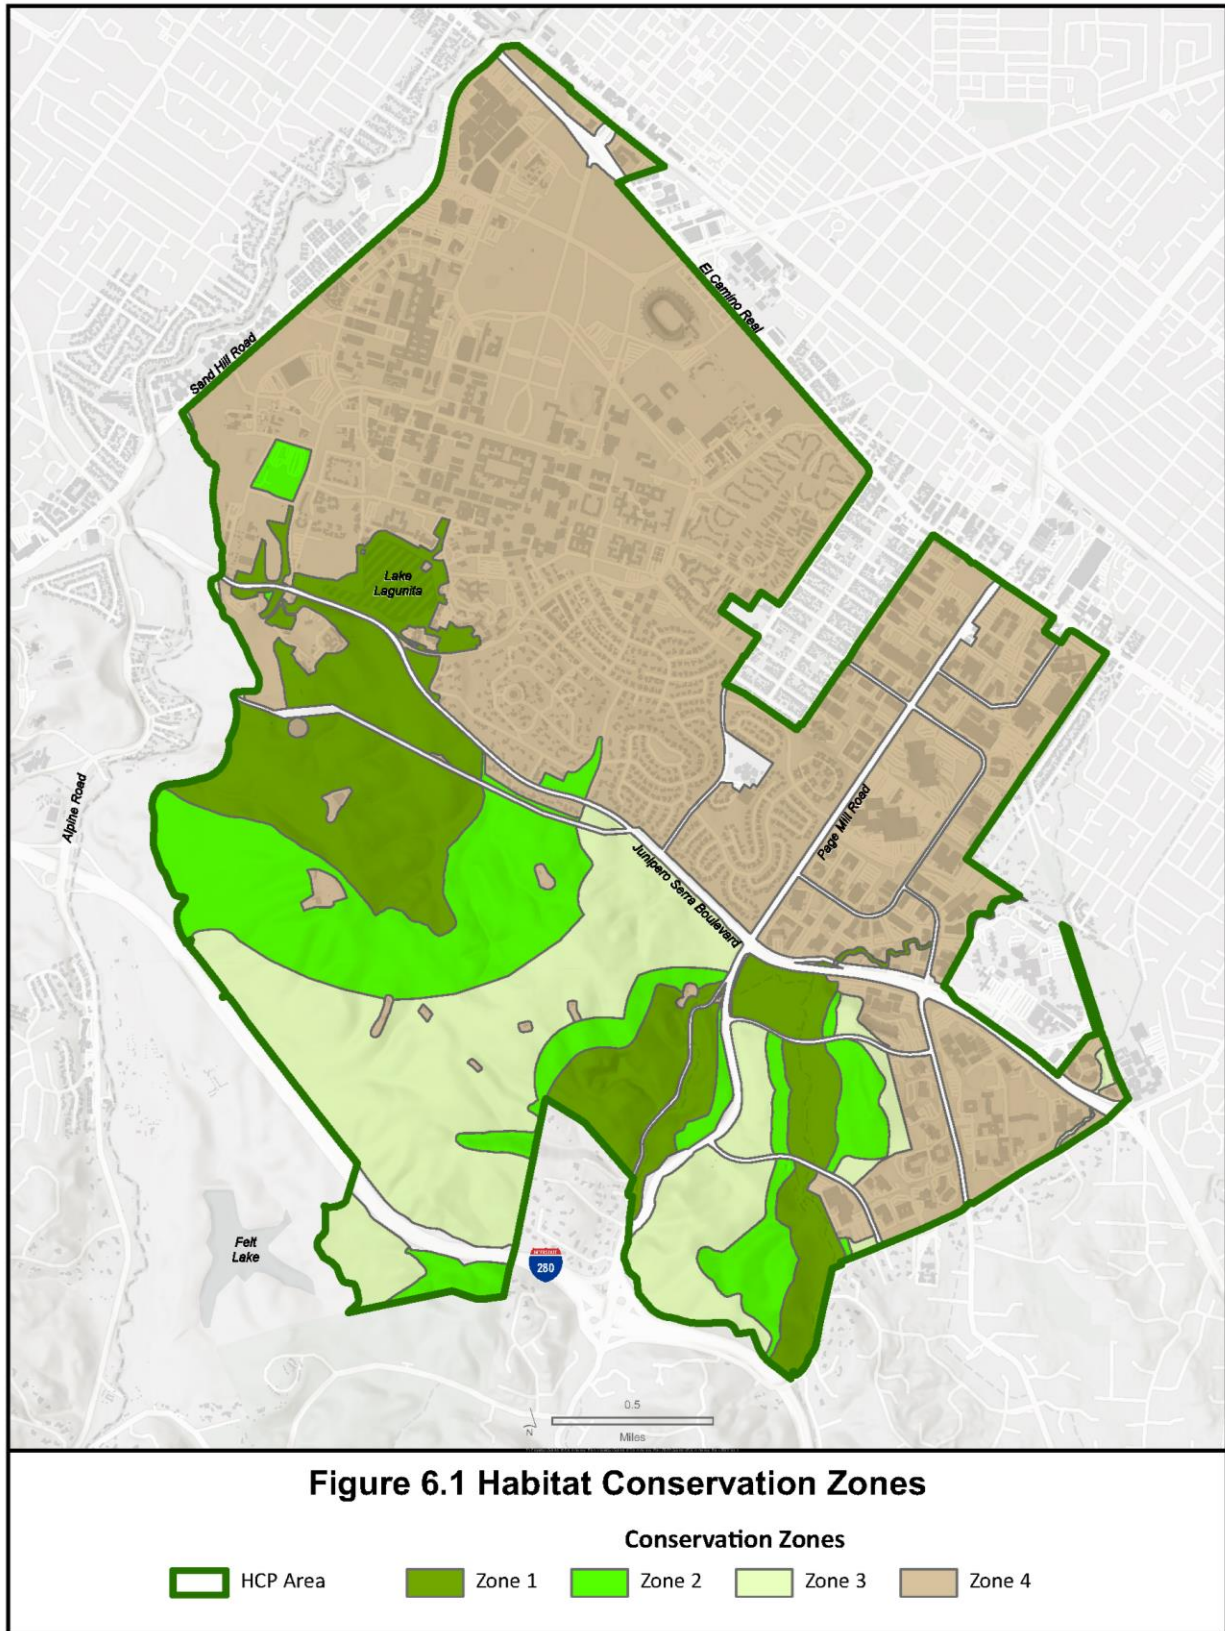 El Camino Real
Sand Hill Road
Lake
Lagunita
Alpine Road
Page Mill Road
Junipero Serra Boulevard
Felt
Lake
INTERSTATE
280
0.5
Miles
N
Figure 6.1 Habitat Conservation Zones
Conservation Zones
HCP Area
Zone 1
Zone 2
Zone 3
Zone 4